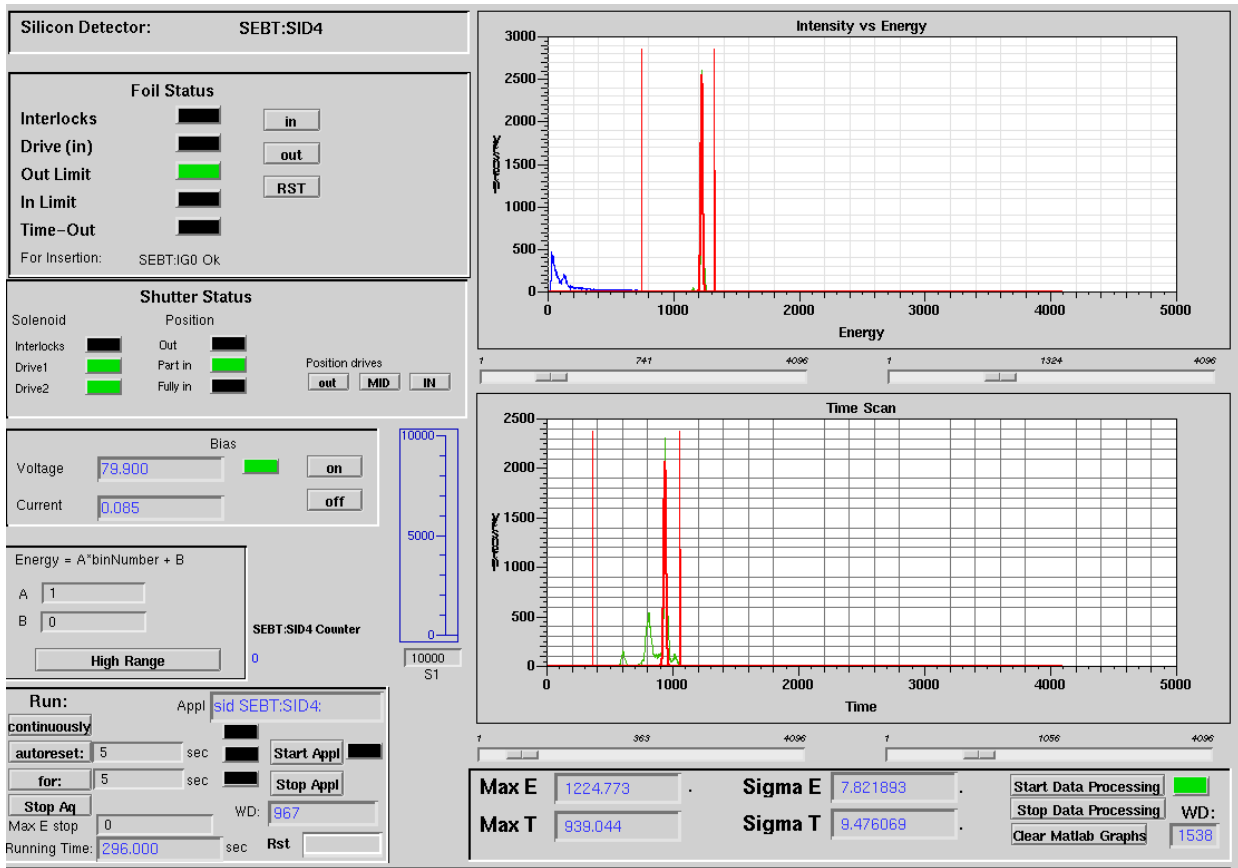 Silicon Detector: SEBT:SID4
Foil Status
Interlocks in
Drive (in) out
Out Limit RST
In Limit
Time-Out
For Insertion: SEBT:IG0 Ok
Shutter Status
Solenoid Position
Interlocks Out
Drive1 Part in Position drives
Drive2 Fully in out MID IN
Bias
Voltage 79.900 on
Current 0.085 off
10000
5000
0
10000
S1
Energy = A*binNumber + B
A 1
B 0
High Range
SEBT:SID4 Counter
0
Run: Appl sid SEBT:SID4:
continuously
autoreset: 5 sec Start Appl
for: 5 sec Stop Appl
Stop Aq WD: 967
Max E stop 0
Running Time: 296.000 sec Rst
Intensity vs Energy
3000
2500
2000
1500
1000
500
0
0 1000 2000 3000 4000 5000
Energy
1 741 4096 1 1324 4096
Time Scan
2500
2000
1500
1000
500
0
0 1000 2000 3000 4000 5000
Time
1 363 4096 1 1056 4096
Max E 1224.773 . Sigma E 7.821893 . Start Data Processing
Stop Data Processing WD:
Max T 939.044 Sigma T 9.476069 . Clear Matlab Graphs 1538